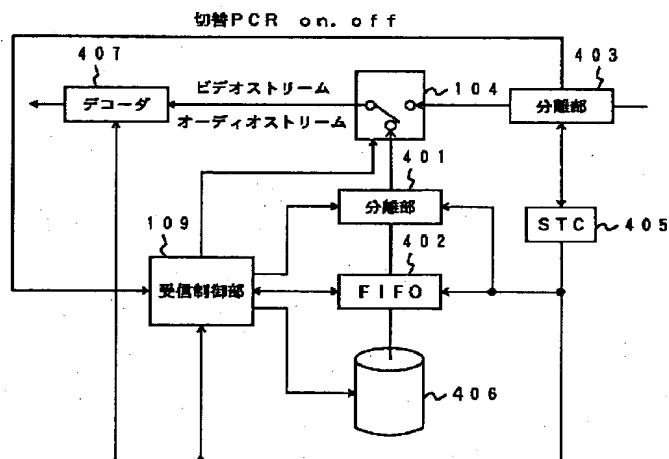 切替PCR on.off
407
403
デコーダ
ビデオストリーム
オーディオストリーム
104
分離部
401
分離部
109
402
STC
405
受信制御部
FIFO
406